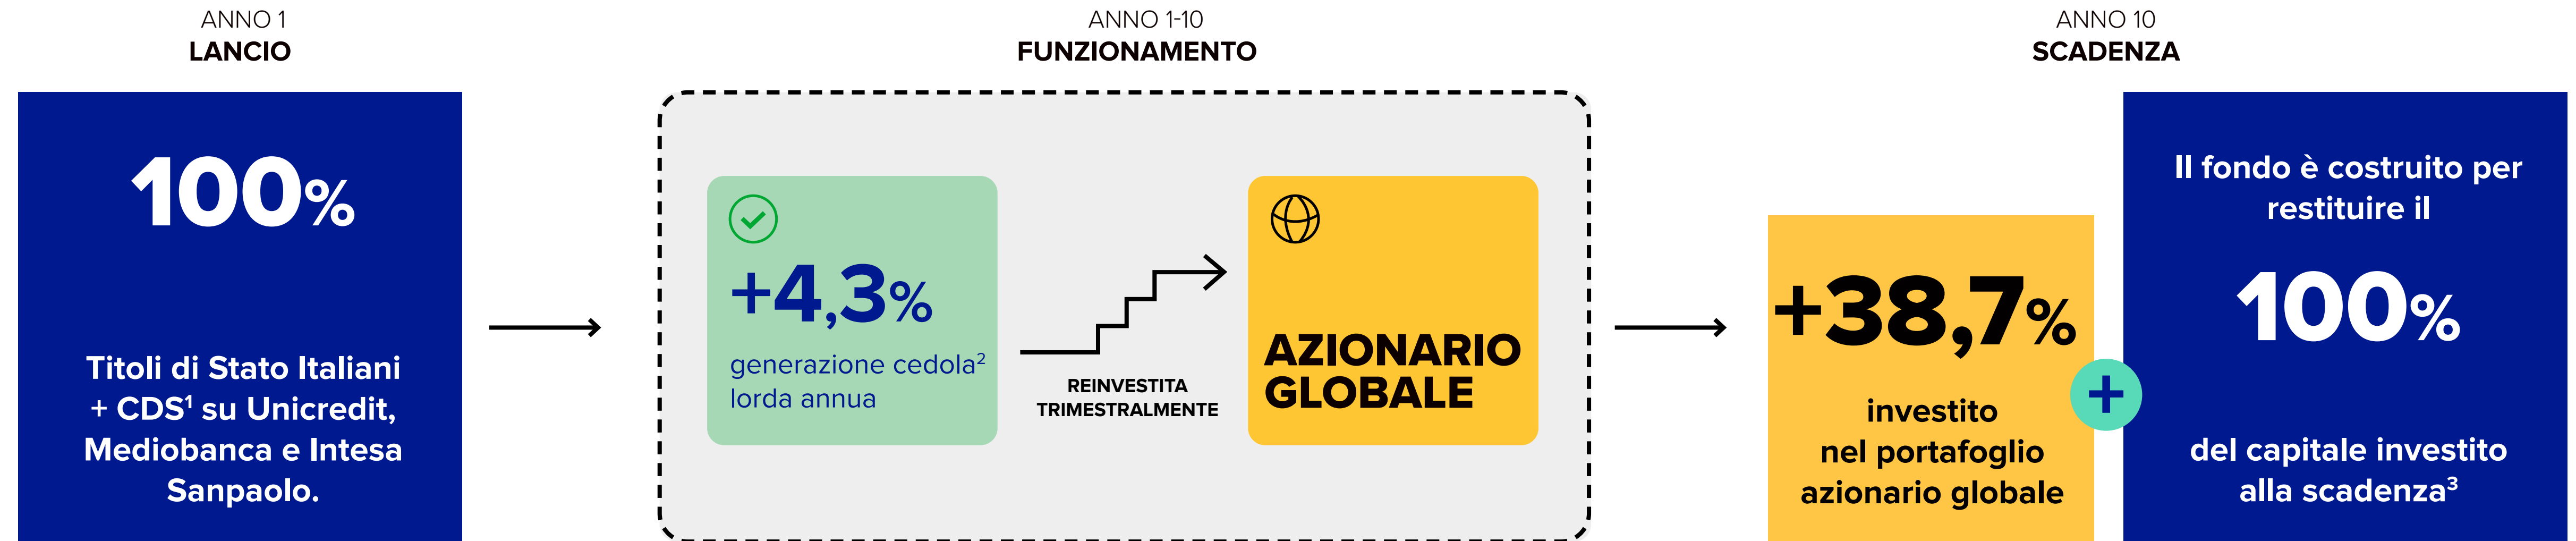 ANNO 1
LANCIO
100%
Titoli di Stato Italiani
+ CDS¹ su Unicredit,
Mediobanca e Intesa
Sanpaolo.
ANNO 1-10
FUNZIONAMENTO
+4,3%
generazione cedola²
lorda annua
REINVESTITA
TRIMESTRALMENTE
AZIONARIO
GLOBALE
ANNO 10
SCADENZA
+38,7%
investito
nel portafoglio
azionario globale
+
Il fondo è costruito per
restituire il
100%
del capitale investito
alla scadenza³